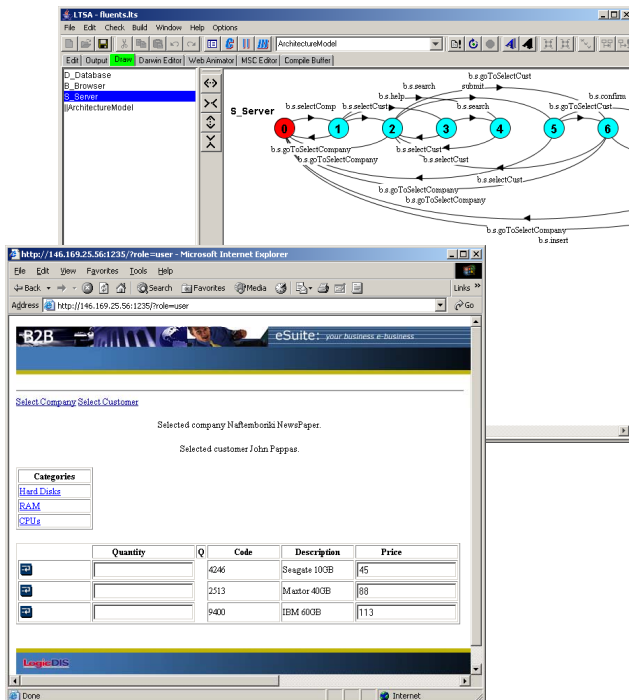 LTSA - fluents.lts
File Edit Check Build Window Help Options
ArchitectureModel
Edit Output Draw Darwin Editor Web Animator MSC Editor Compile Buffer
D_Database
B_Browser
S_Server
||ArchitectureModel
S_Server
b.s.goToSelectCust
b.s.search submit
b.s.help b.s.confirm
b.s.selectComp b.s.selectCust b.s.search b.s.goToSelectCust
0 1 2 3 4 5 6
b.s.goToSelectCompany b.s.selectCust
b.s.goToSelectCompany b.s.selectCust
b.s.selectCust
b.s.goToSelectCompany
b.s.goToSelectCompany
b.s.goToSelectCompany
b.s.insert
http://146.169.25.56:1235/?role=user - Microsoft Internet Explorer
File Edit View Favorites Tools Help
Back Search Favorites Media Links »
Address http://146.169.25.56:1235/?role=user Go
B2B eSuite: your business e-business
Select Company Select Customer
Selected company Naftemboriki NewsPaper.
Selected customer John Pappas.
Categories
Hard Disks
RAM
CPUs
Quantity Q Code Description Price
4246 Seagate 10GB 45
2513 Maxtor 40GB 88
9400 IBM 60GB 113
LogicDIS
Done Internet